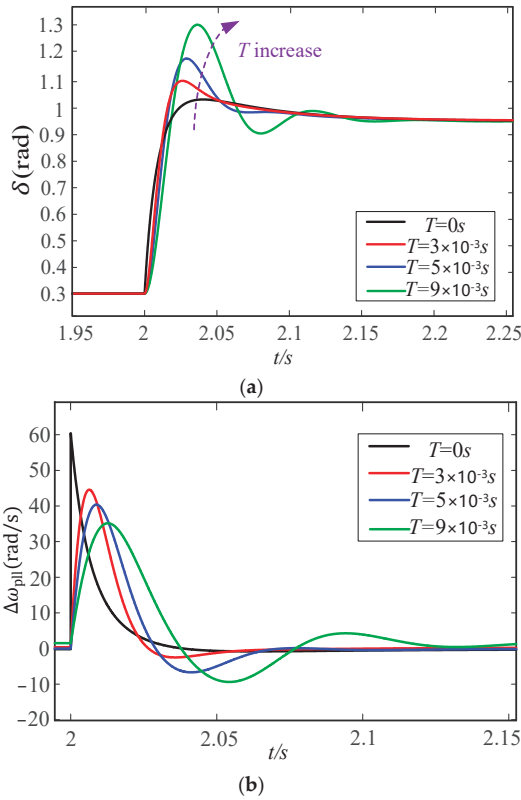 1.3
1.2
1.1
1
0.9
0.8
0.7
0.6
0.5
0.4
0.3
δ(rad)
T increase
T=0s
T=3×10⁻³s
T=5×10⁻³s
T=9×10⁻³s
1.95 2 2.05 2.1 2.15 2.2 2.25
t/s
(a)
60
50
40
30
20
10
0
−10
−20
Δω_pll(rad/s)
T=0s
T=3×10⁻³s
T=5×10⁻³s
T=9×10⁻³s
2 2.05 2.1 2.15
t/s
(b)